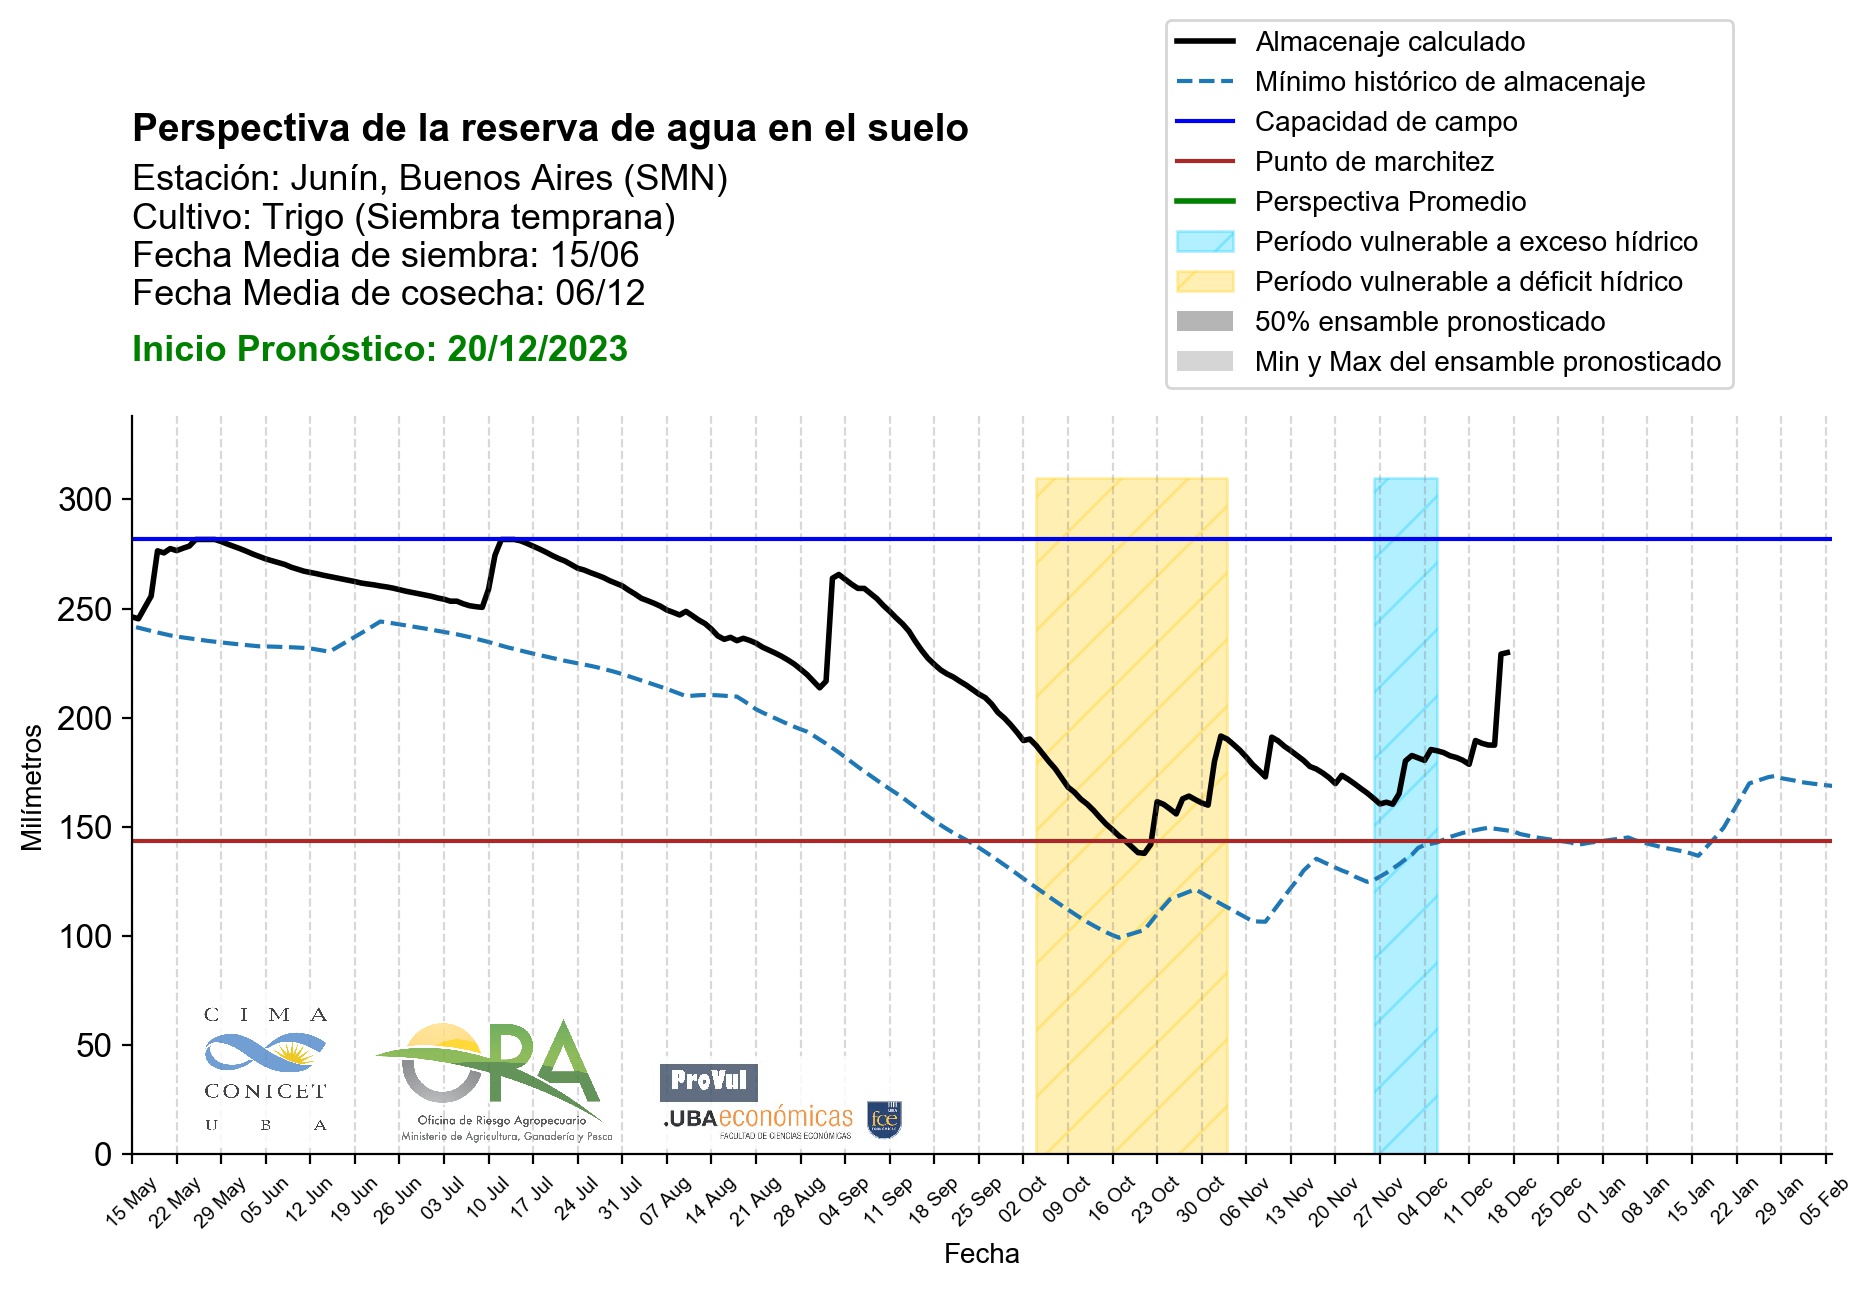 Almacenaje calculado
Mínimo histórico de almacenaje
Capacidad de campo
Punto de marchitez
Perspectiva Promedio
Período vulnerable a exceso hídrico
Período vulnerable a déficit hídrico
50% ensamble pronosticado
Min y Max del ensamble pronosticado
Perspectiva de la reserva de agua en el suelo
Estación: Junín, Buenos Aires (SMN)
Cultivo: Trigo (Siembra temprana)
Fecha Media de siembra: 15/06
Fecha Media de cosecha: 06/12
Inicio Pronóstico: 20/12/2023
300
250
200
150
100
50
0
Milímetros
CIMA
CONICET
UBA
ORA
Oficina de Riesgo Agropecuario
Ministerio de Agricultura, Ganadería y Pesca
ProVul
.UBAeconómicas
FACULTAD DE CIENCIAS ECONÓMICAS
fce
15 May
22 May
29 May
05 Jun
12 Jun
19 Jun
26 Jun
03 Jul
10 Jul
17 Jul
24 Jul
31 Jul
07 Aug
14 Aug
21 Aug
28 Aug
04 Sep
11 Sep
18 Sep
25 Sep
02 Oct
09 Oct
16 Oct
23 Oct
30 Oct
06 Nov
13 Nov
20 Nov
27 Nov
04 Dec
11 Dec
18 Dec
25 Dec
01 Jan
08 Jan
15 Jan
22 Jan
29 Jan
05 Feb
Fecha